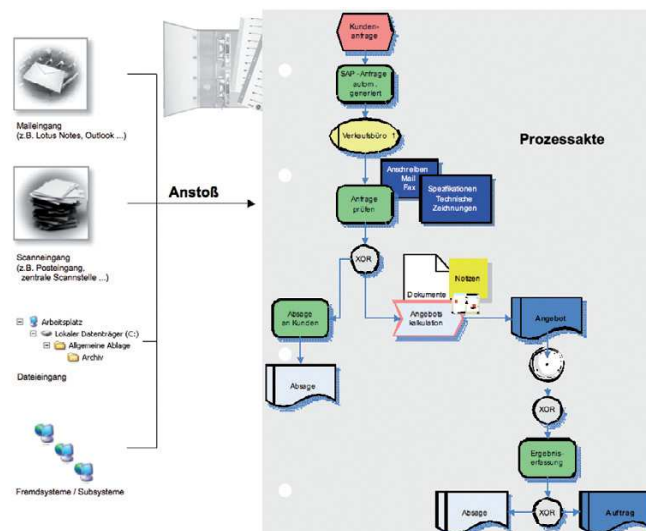 Maileingang
(z.B. Lotus Notes, Outlook ...)
Scanneingang
(z.B. Posteingang,
zentrale Scannstelle ...)
Arbeitsplatz
Lokaler Datenträger (C:)
Allgemeine Ablage
Archiv
Dateieingang
Fremdsysteme / Subsysteme
Anstoß
Prozessakte
Kunden-
anfrage
SAP-Anfrage
autom.
generiert
Verkaufsbüro 1
Anfrage
prüfen
Anschreiben
Mail
Fax
Spezifikationen
Technische
Zeichnungen
XOR
Dokumente
Notizen
Absage
an Kunden
Angebots
kalkulation
Angebot
Absage
XOR
Ergebnis-
erfassung
Absage
XOR
Auftrag